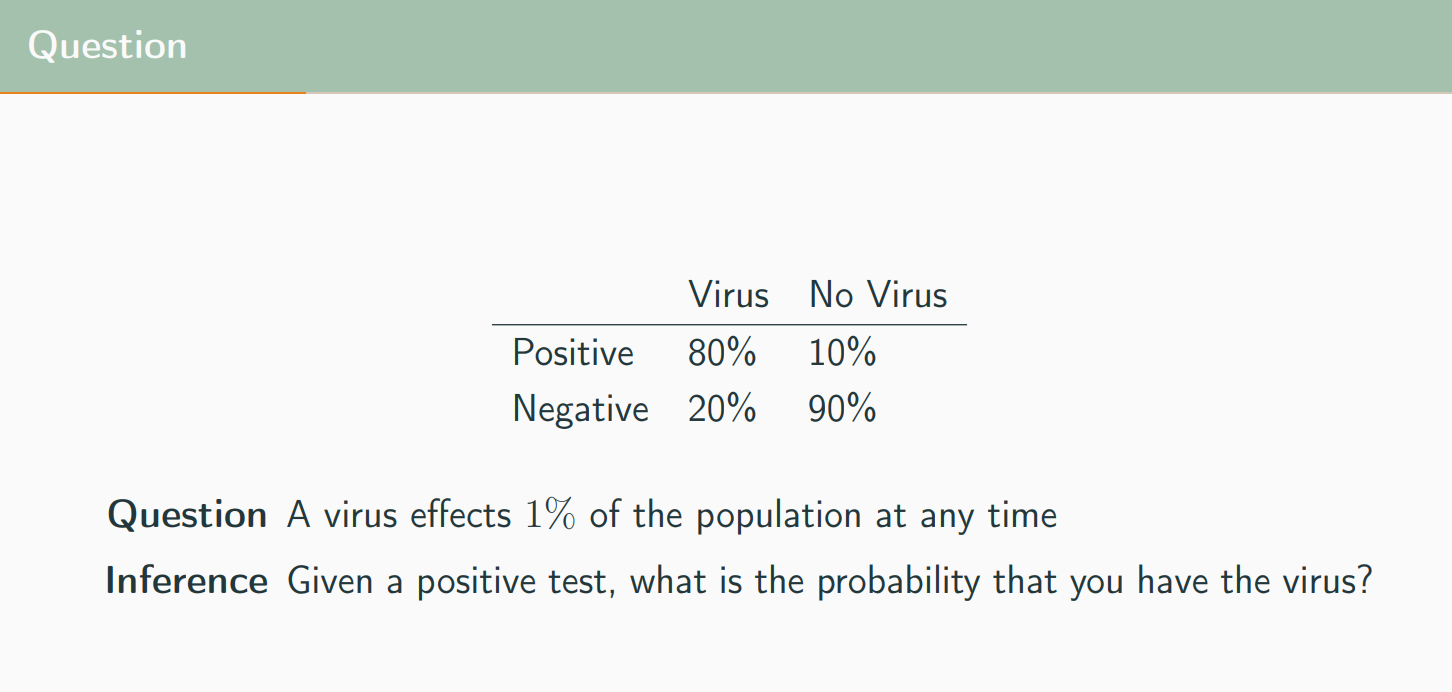 Question
Virus No Virus
Positive 80% 10%
Negative 20% 90%
Question A virus effects 1% of the population at any time
Inference Given a positive test, what is the probability that you have the virus?